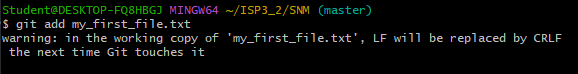 Student@DESKTOP-FQ8HBGJ MINGW64 ~/ISP3_2/SNM (master)
$ git add my_first_file.txt
warning: in the working copy of 'my_first_file.txt', LF will be replaced by CRLF
 the next time Git touches it